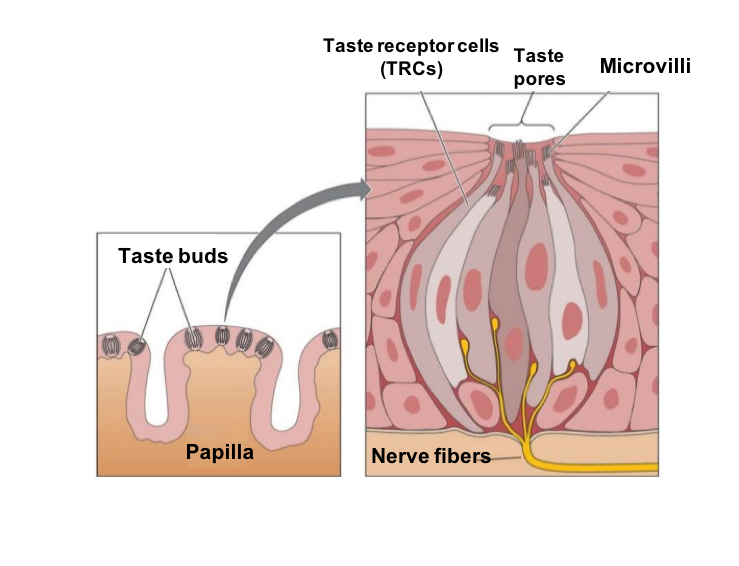 Taste receptor cells
(TRCs)
Taste
pores
Microvilli
Taste buds
Papilla
Nerve fibers